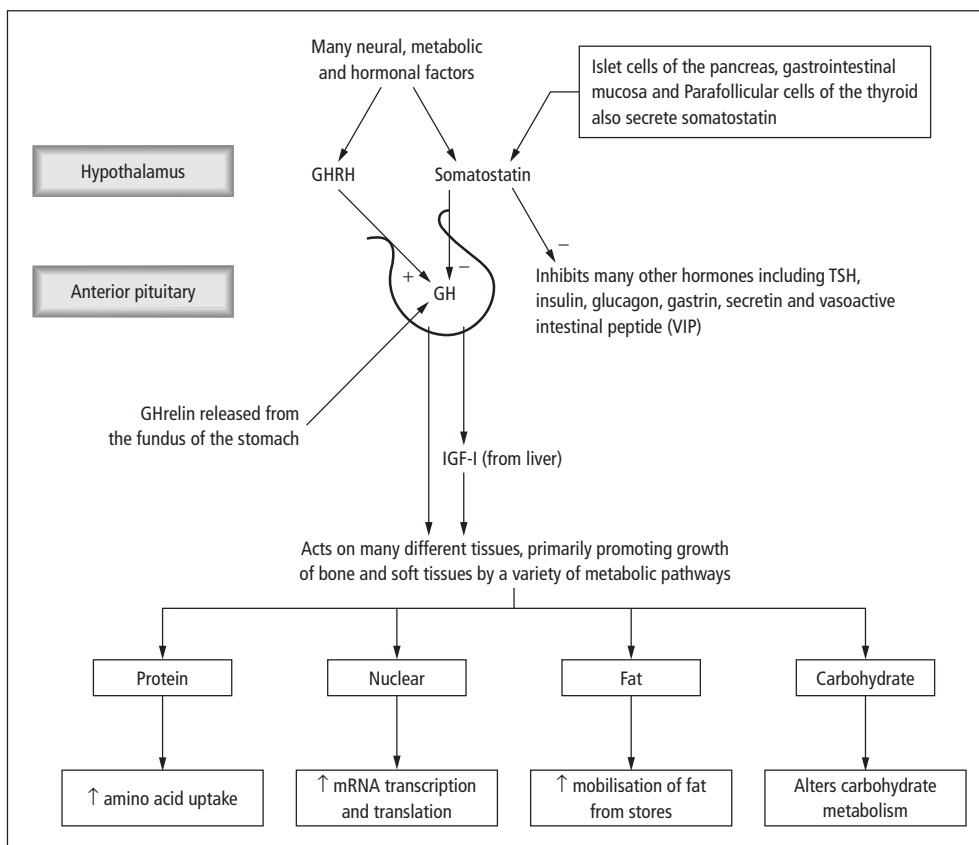 Many neural, metabolic
and hormonal factors
Islet cells of the pancreas, gastrointestinal
mucosa and Parafollicular cells of the thyroid
also secrete somatostatin
Hypothalamus
GHRH
Somatostatin
Anterior pituitary
+
−
GH
−
Inhibits many other hormones including TSH,
insulin, glucagon, gastrin, secretin and vasoactive
intestinal peptide (VIP)
GHrelin released from
the fundus of the stomach
IGF-I (from liver)
Acts on many different tissues, primarily promoting growth
of bone and soft tissues by a variety of metabolic pathways
Protein
Nuclear
Fat
Carbohydrate
↑ amino acid uptake
↑ mRNA transcription
and translation
↑ mobilisation of fat
from stores
Alters carbohydrate
metabolism